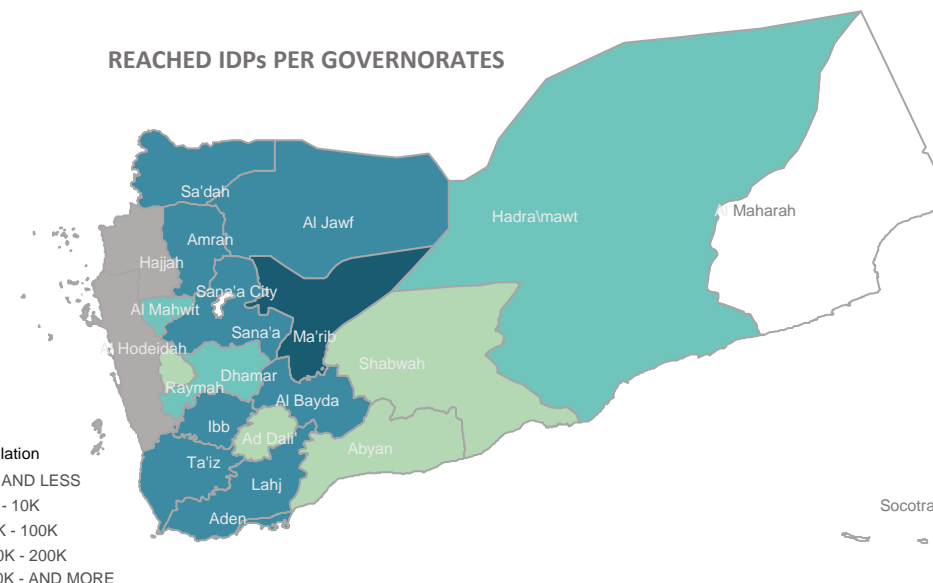 REACHED IDPs PER GOVERNORATES
Sa'dah
Al Jawf
Hadra\mawt
Al Maharah
Amran
Hajjah
Sana'a City
Al Mahwit
Sana'a
Ma'rib
Al Hodeidah
Shabwah
Dhamar
Raymah
Al Bayda
Ibb
Ad Dali'
Abyan
Ta'iz
Lahj
Aden
Socotra
lation
AND LESS
- 10K
K - 100K
0K - 200K
0K - AND MORE